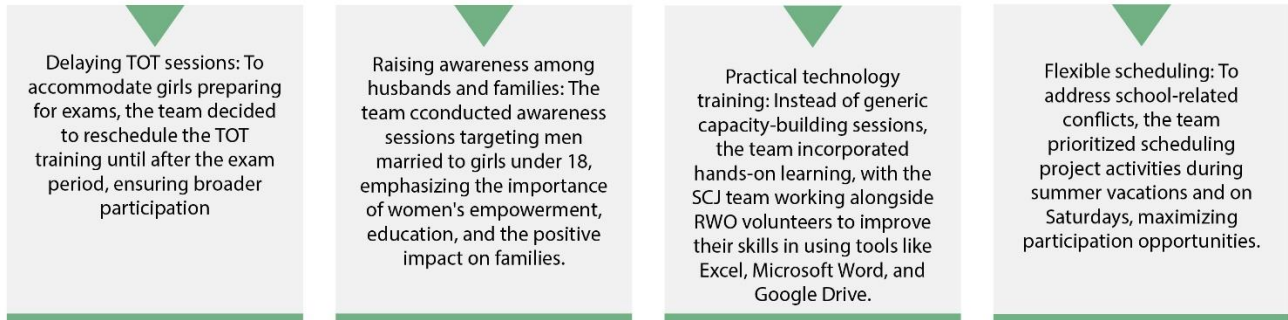 Delaying TOT sessions: To
accommodate girls preparing
for exams, the team decided
to reschedule the TOT
training until after the exam
period, ensuring broader
participation
Raising awareness among
husbands and families: The
team cconducted awareness
sessions targeting men
married to girls under 18,
emphasizing the importance
of women's empowerment,
education, and the positive
impact on families.
Practical technology
training: Instead of generic
capacity-building sessions,
the team incorporated
hands-on learning, with the
SCJ team working alongside
RWO volunteers to improve
their skills in using tools like
Excel, Microsoft Word, and
Google Drive.
Flexible scheduling: To
address school-related
conflicts, the team
prioritized scheduling
project activities during
summer vacations and on
Saturdays, maximizing
participation opportunities.